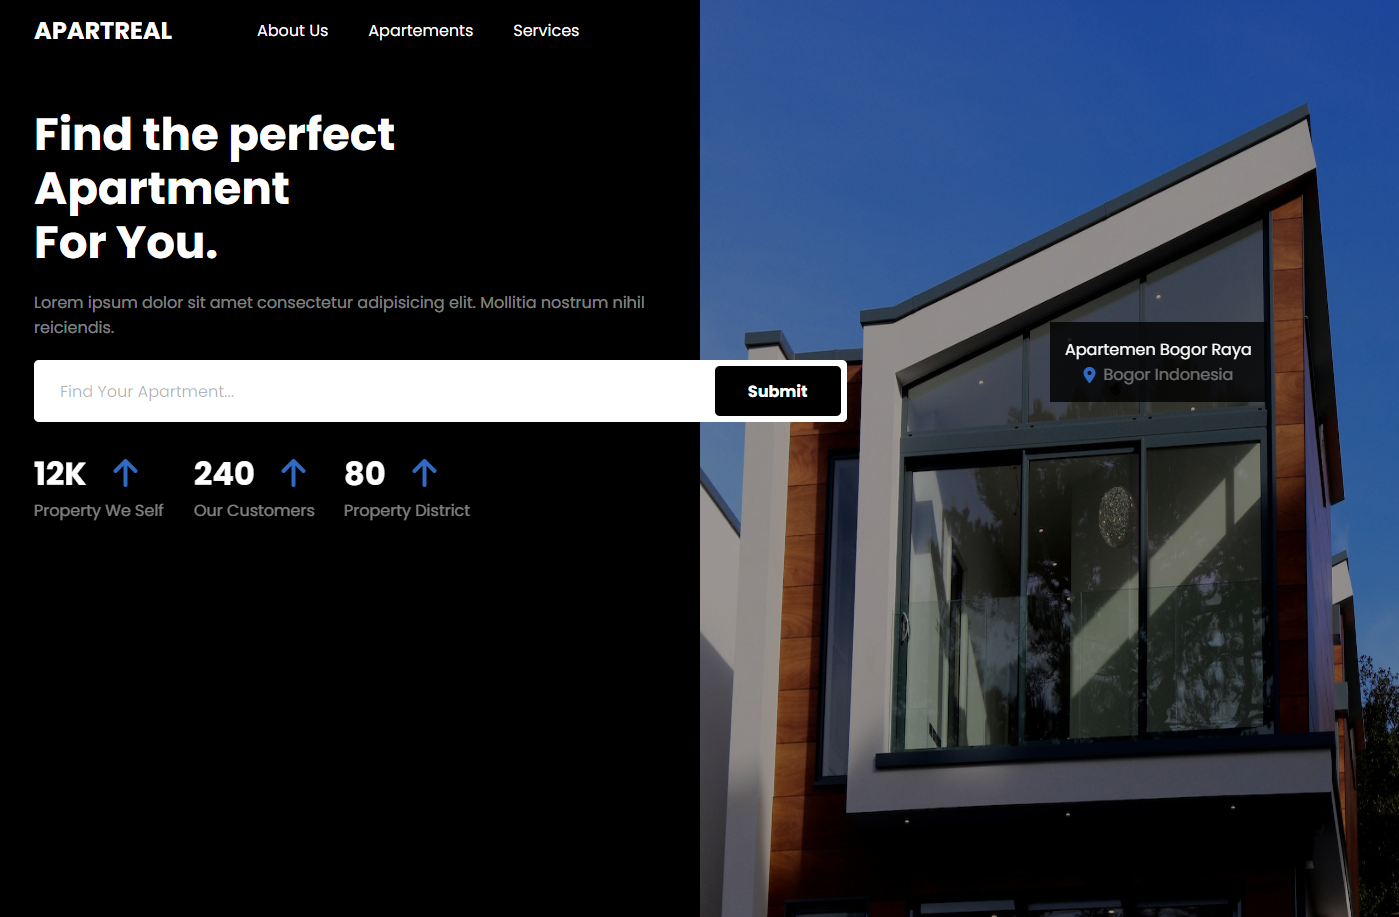 APARTREAL
About Us
Apartements
Services
Find the perfect
Apartment
For You.
Lorem ipsum dolor sit amet consectetur adipisicing elit. Mollitia nostrum nihil
reiciendis.
Find Your Apartment...
Submit
12K
240
80
Property We Self
Our Customers
Property District
Apartemen Bogor Raya
Bogor Indonesia